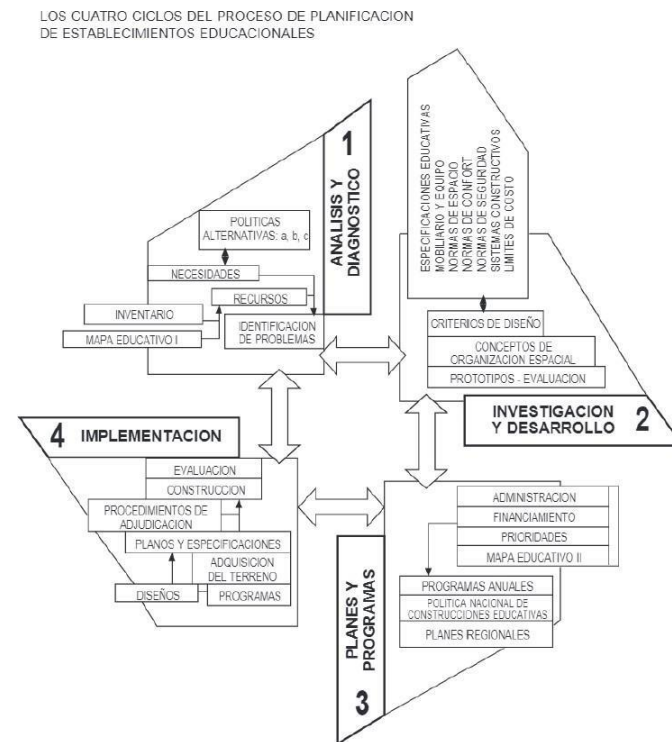 LOS CUATRO CICLOS DEL PROCESO DE PLANIFICACION
DE ESTABLECIMIENTOS EDUCACIONALES
1
ANALISIS Y
DIAGNOSTICO
POLITICAS
ALTERNATIVAS: a, b, c
NECESIDADES
RECURSOS
INVENTARIO
MAPA EDUCATIVO I
IDENTIFICACION
DE PROBLEMAS
ESPECIFICACIONES EDUCATIVAS
MOBILIARIO Y EQUIPO
NORMAS DE ESPACIO
NORMAS DE CONFORT
NORMAS DE SEGURIDAD
SISTEMAS CONSTRUCTIVOS
LIMITES DE COSTO
CRITERIOS DE DISEÑO
CONCEPTOS DE
ORGANIZACION ESPACIAL
PROTOTIPOS - EVALUACION
INVESTIGACION
Y DESARROLLO
2
4 IMPLEMENTACION
EVALUACION
CONSTRUCCION
PROCEDIMIENTOS DE
ADJUDICACION
PLANOS Y ESPECIFICACIONES
ADQUISICION
DEL TERRENO
DISEÑOS
PROGRAMAS
PLANES Y
PROGRAMAS
3
ADMINISTRACION
FINANCIAMIENTO
PRIORIDADES
MAPA EDUCATIVO II
PROGRAMAS ANUALES
POLITICA NACIONAL DE
CONSTRUCCIONES EDUCATIVAS
PLANES REGIONALES